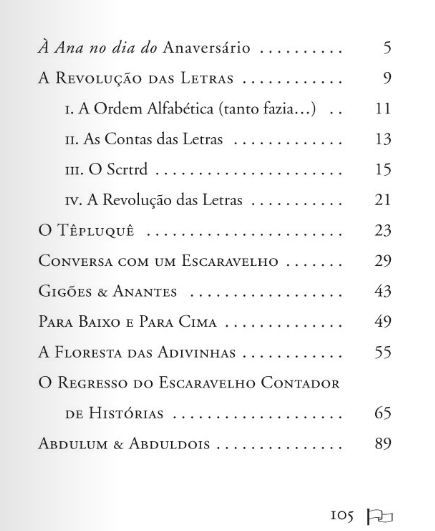 À Ana no dia do Anaversário . . . . . . . . . . 5
A Revolução das Letras . . . . . . . . . . . . 9
I. A Ordem Alfabética (tanto fazia...) . . 11
II. As Contas das Letras . . . . . . . . . . . . 13
III. O Scrtrd . . . . . . . . . . . . . . . . . . 15
IV. A Revolução das Letras . . . . . . . . . . 21
O Têpluquê . . . . . . . . . . . . . . . . . . . . . 23
Conversa com um Escaravelho . . . . . . . 29
Gigões & Anantes . . . . . . . . . . . . . . . . 43
Para Baixo e Para Cima . . . . . . . . . . . . . 49
A Floresta das Adivinhas . . . . . . . . . . . . 55
O Regresso do Escaravelho Contador
de Histórias . . . . . . . . . . . . . . . . . . 65
Abdulum & Abduldois . . . . . . . . . . . . . . 89
105